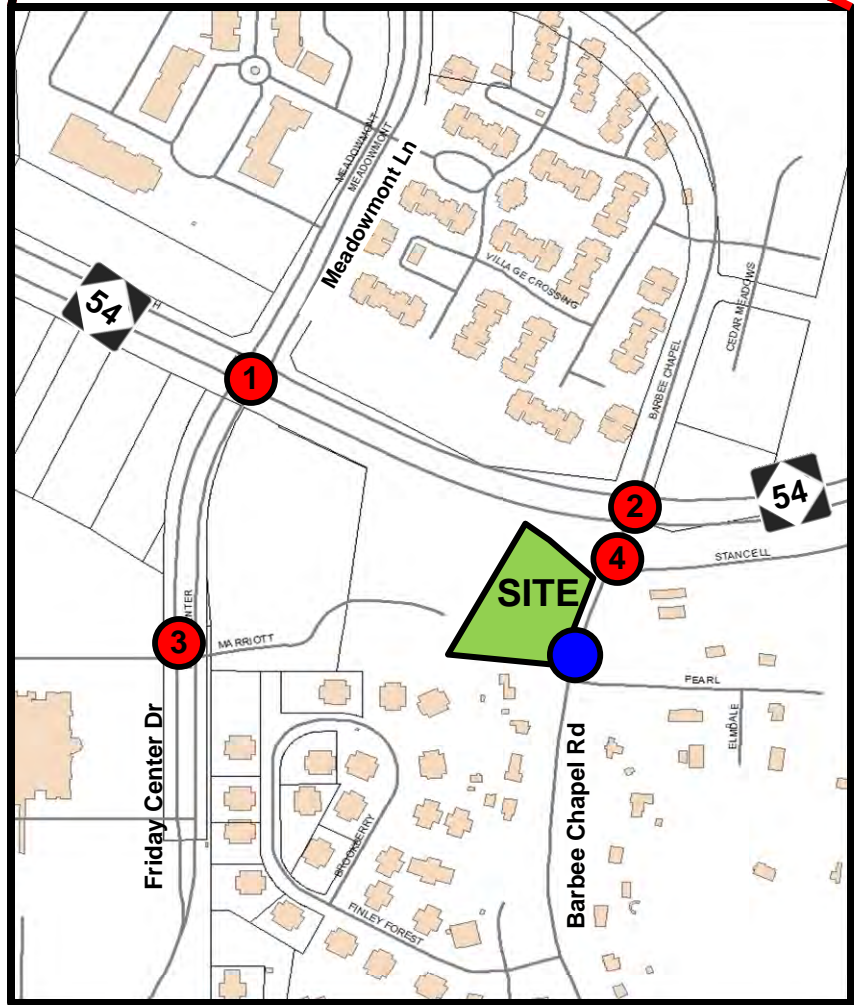 MEADOWMONT
MEADOWMONT
Meadowmont Ln
VILLAGE CROSSING
CEDAR MEADOWS
BARBEE CHAPEL
54
H
1
2
54
4
STANCELL
SITE
NTER
3
MARRIOTT
PEARL
ELMDALE
Friday Center Dr
Barbee Chapel Rd
BROOKBERRY
FINLEY FOREST